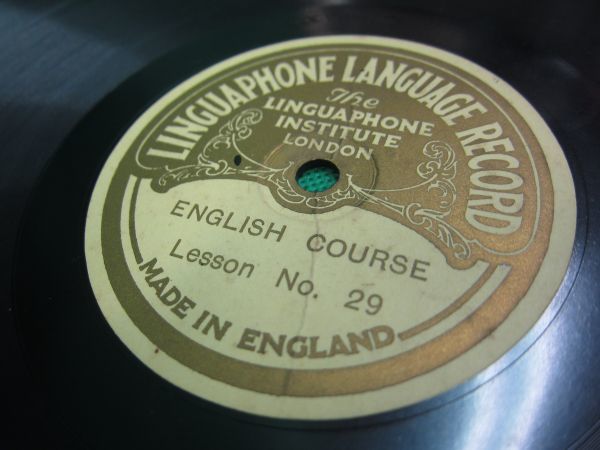 LINGUAPHONE LANGUAGE RECORD
The
LINGUAPHONE
INSTITUTE
LONDON
ENGLISH COURSE
Lesson No. 29
MADE IN ENGLAND